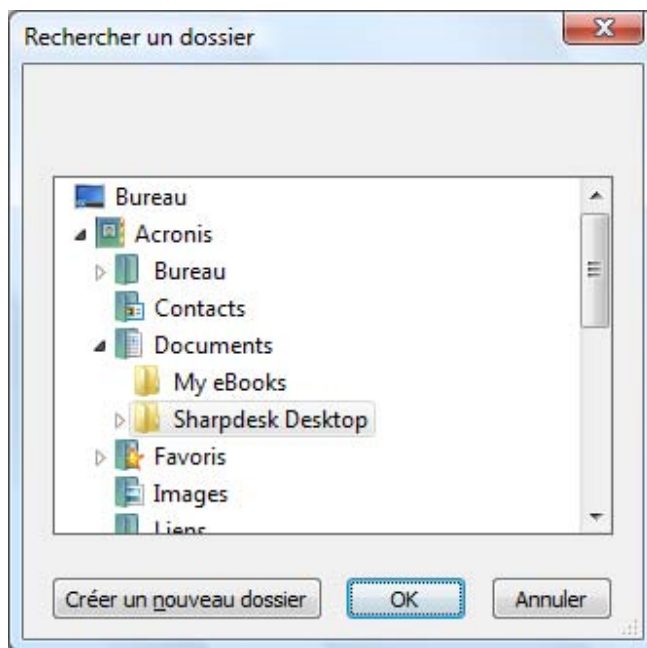 Rechercher un dossier
Bureau
Acronis
Bureau
Contacts
Documents
My eBooks
Sharpdesk Desktop
Favoris
Images
Liens
Créer un nouveau dossier
OK
Annuler